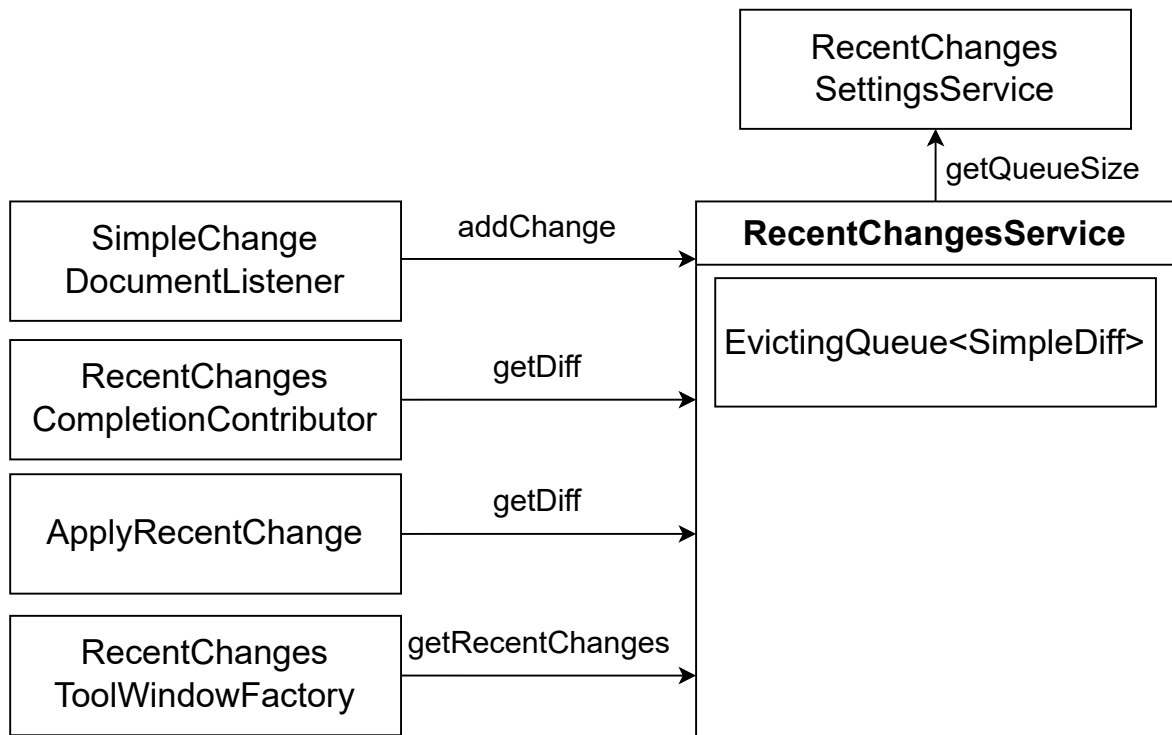 RecentChanges
SettingsService
getQueueSize
SimpleChange
DocumentListener
addChange
RecentChangesService
EvictingQueue<SimpleDiff>
RecentChanges
CompletionContributor
getDiff
ApplyRecentChange
getDiff
RecentChanges
ToolWindowFactory
getRecentChanges